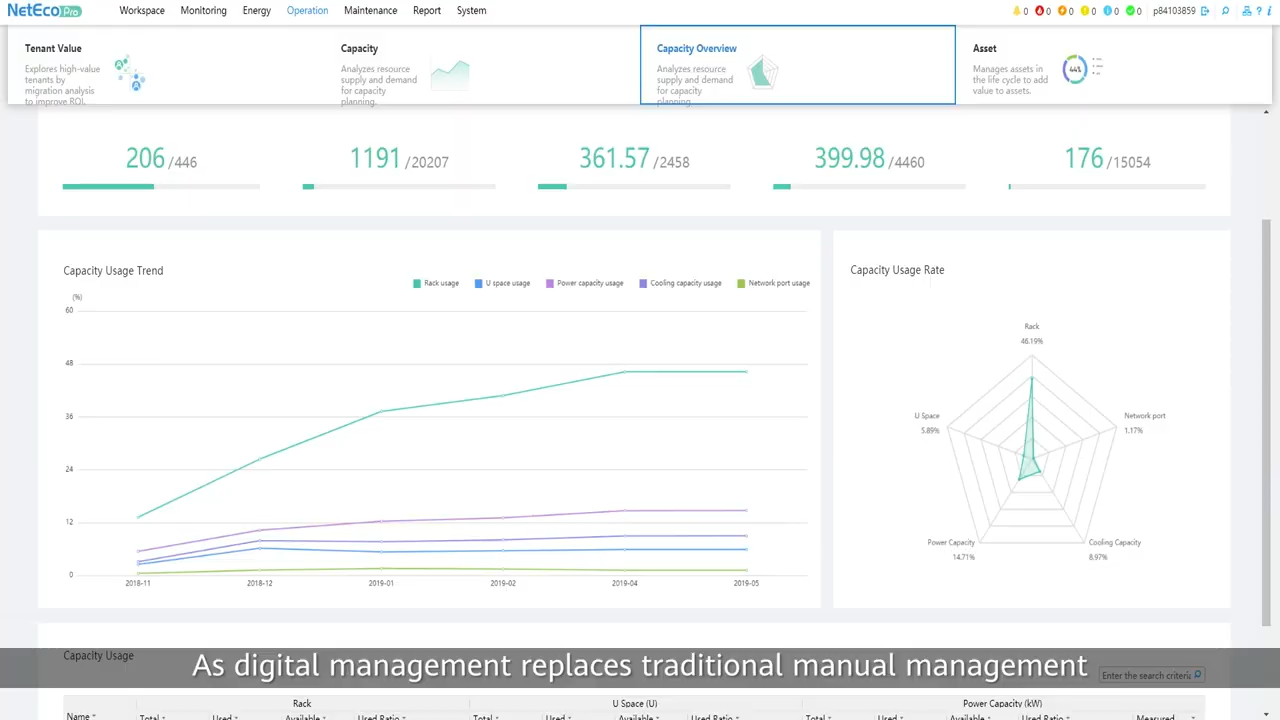 NetEco Pro Workspace Monitoring Energy Operation Maintenance Report System 0 0 0 0 0 0 p84103859 ? i
Tenant Value
Explores high-value
tenants by
migration analysis
to improve ROI.
Capacity
Analyzes resource
supply and demand
for capacity
planning.
Capacity Overview
Analyzes resource
supply and demand
for capacity
planning.
Asset
Manages assets in
the life cycle to add
value to assets.
44%
206 /446 1191 /20207 361.57 /2458 399.98 /4460 176 /15054
Capacity Usage Trend
Rack usage U space usage Power capacity usage Cooling capacity usage Network port usage
(%)
60
48
36
24
12
0
2018-11 2018-12 2019-01 2019-02 2019-04 2019-05
Capacity Usage Rate
Rack
46.19%
U Space
5.89%
Network port
1.17%
Power Capacity
14.71%
Cooling Capacity
8.97%
Capacity Usage
As digital management replaces traditional manual management
Enter the search criteria
Rack U Space (U) Power Capacity (kW)
Name Total Used Available Used Ratio Total Used Available Used Ratio Total Used Available Used Ratio Measured